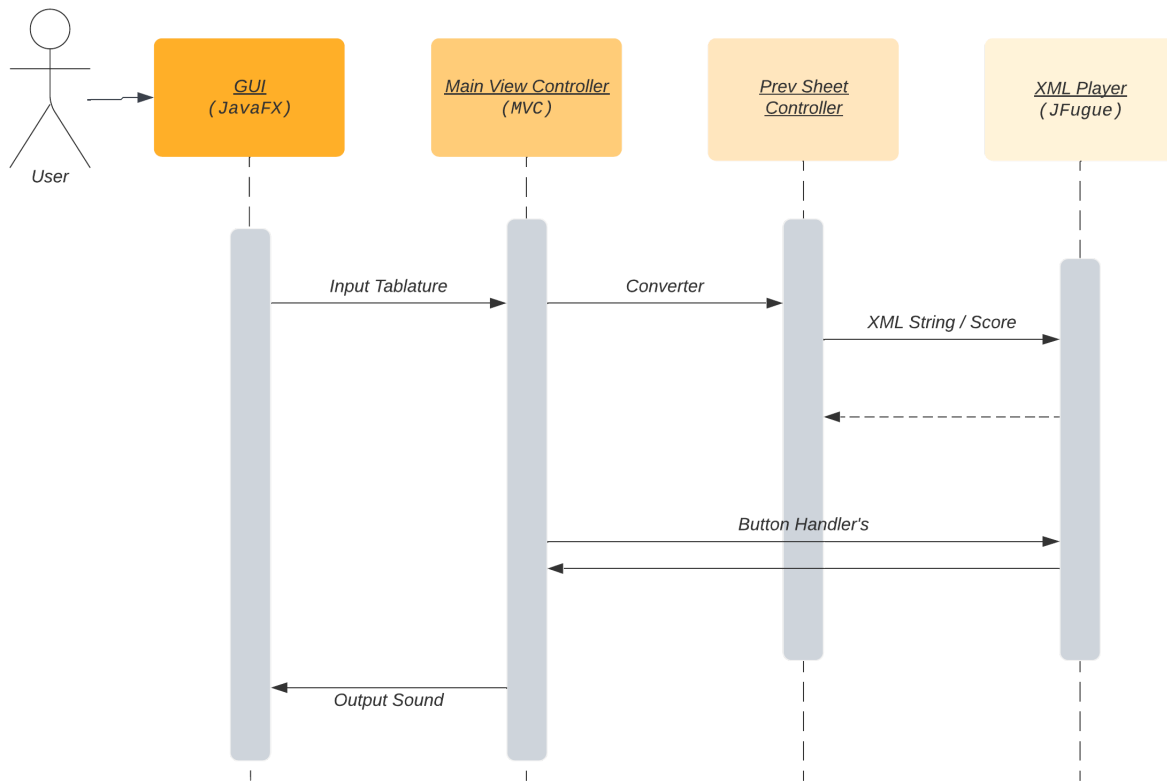 GUI
(JavaFX)
Main View Controller
(MVC)
Prev Sheet
Controller
XML Player
(JFugue)
User
Input Tablature
Converter
XML String / Score
Button Handler's
Output Sound